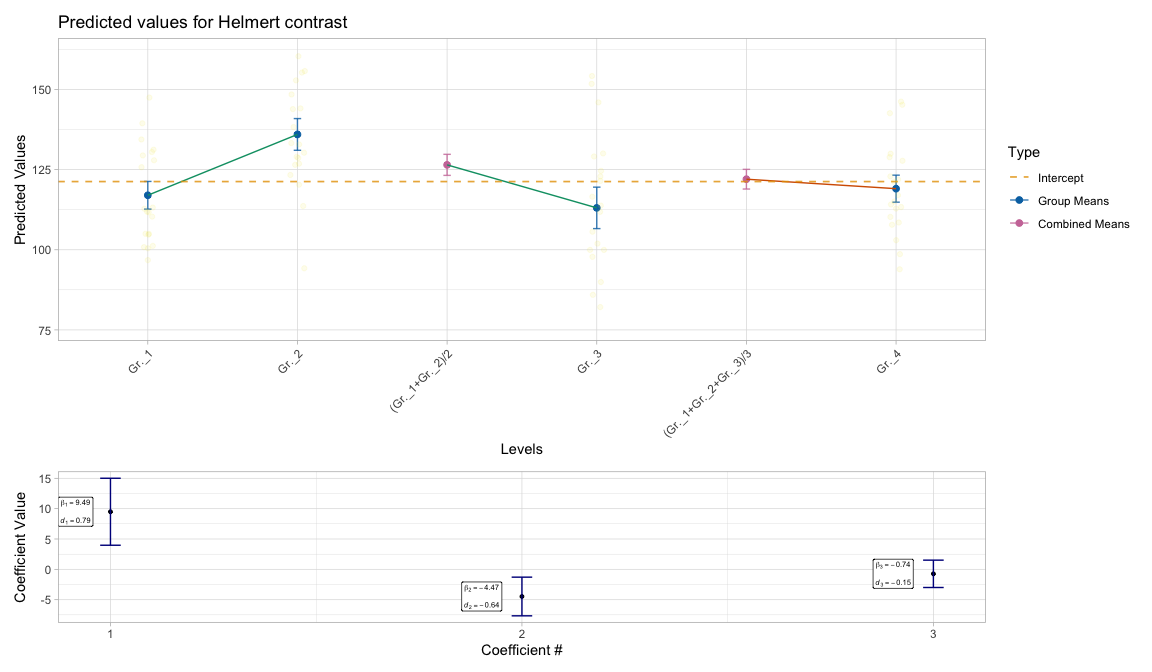 Predicted values for Helmert contrast
Predicted Values
150
125
100
75
Gr._1
Gr._2
(Gr._1+Gr._2)/2
Gr._3
(Gr._1+Gr._2+Gr._3)/3
Gr._4
Levels
Type
Intercept
Group Means
Combined Means
Coefficient Value
15
10
5
0
-5
β₁ = 9.49
d₁ = 0.79
β₂ = −4.47
d₂ = −0.64
β₃ = −0.74
d₃ = −0.15
1
2
3
Coefficient #